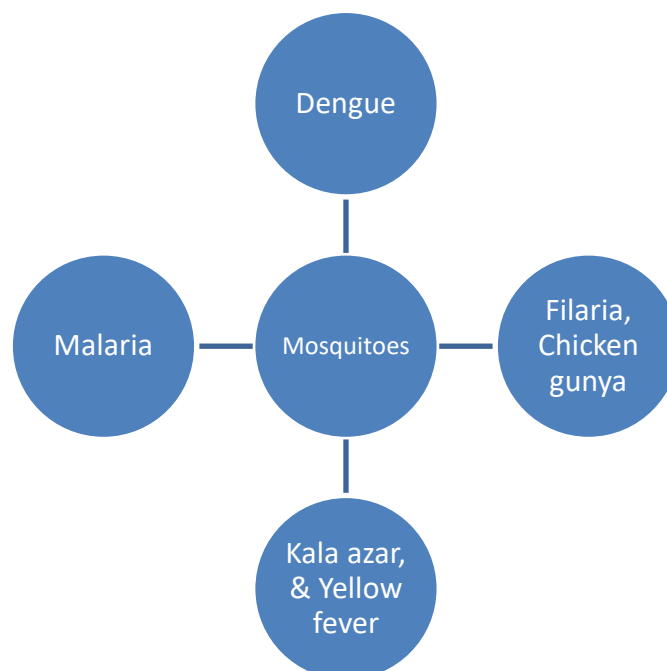 Dengue
Malaria
Mosquitoes
Filaria,
Chicken
gunya
Kala azar,
& Yellow
fever